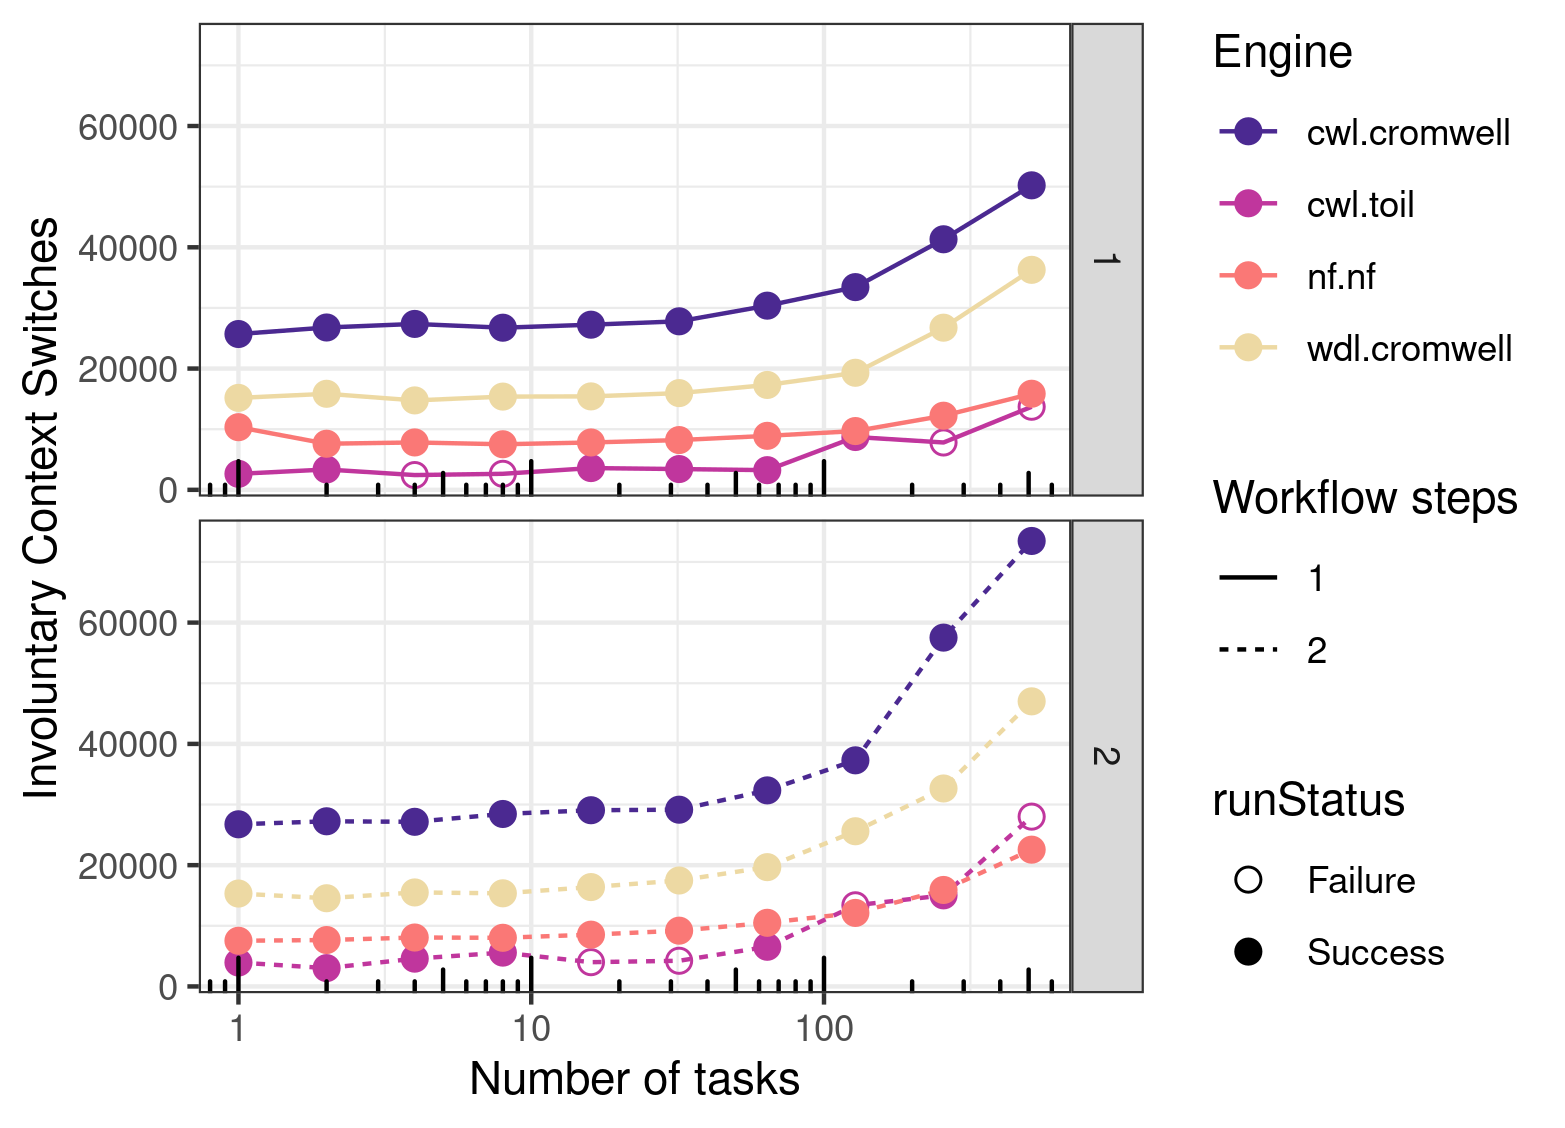 Involuntary Context Switches
60000
40000
20000
0
1
60000
40000
20000
0
2
1
10
100
Number of tasks
Engine
cwl.cromwell
cwl.toil
nf.nf
wdl.cromwell
Workflow steps
1
2
runStatus
Failure
Success